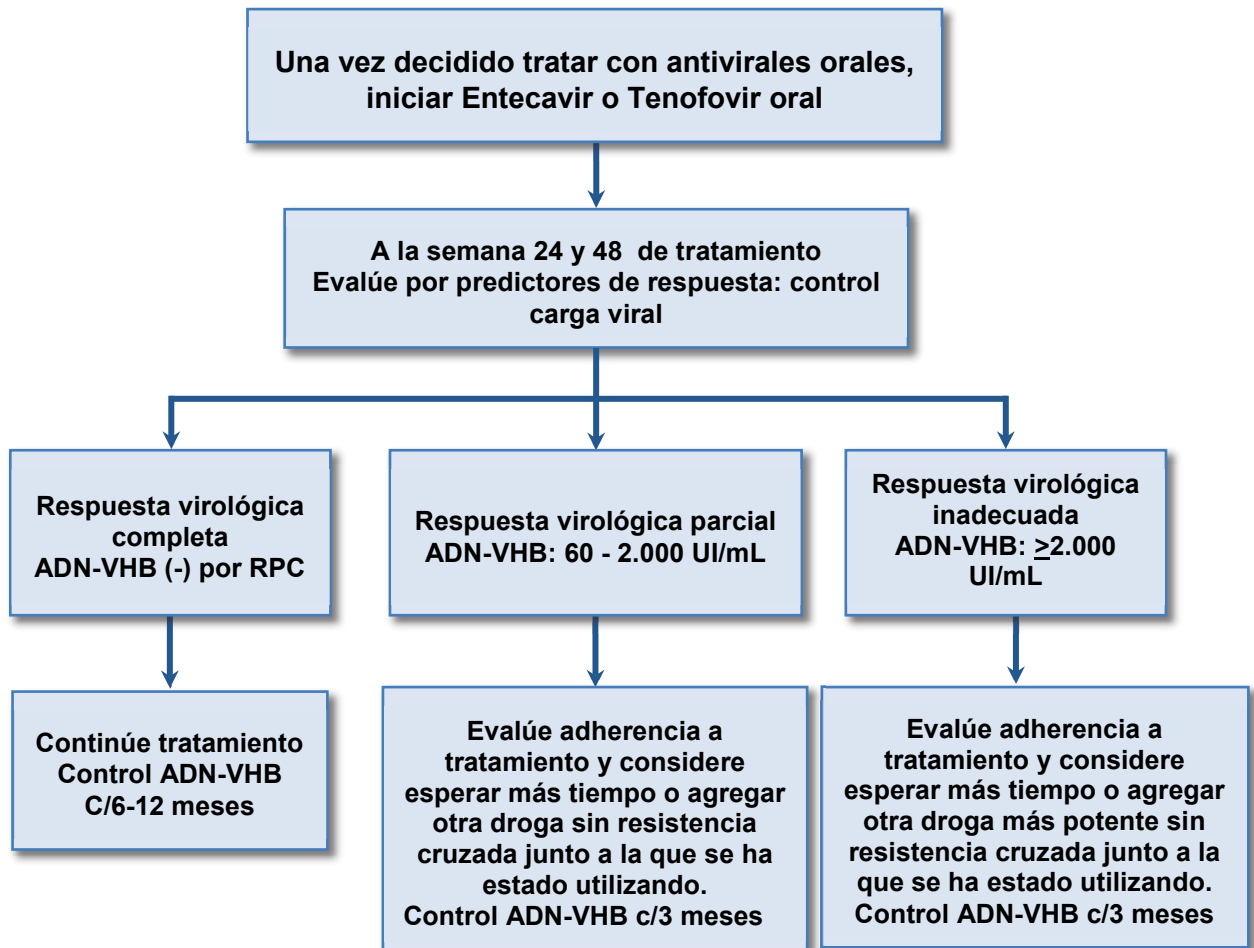 Una vez decidido tratar con antivirales orales,
iniciar Entecavir o Tenofovir oral
A la semana 24 y 48 de tratamiento
Evalúe por predictores de respuesta: control
carga viral
Respuesta virológica
completa
ADN-VHB (-) por RPC
Respuesta virológica parcial
ADN-VHB: 60 - 2.000 UI/mL
Respuesta virológica
inadecuada
ADN-VHB: >2.000
UI/mL
Continúe tratamiento
Control ADN-VHB
C/6-12 meses
Evalúe adherencia a
tratamiento y considere
esperar más tiempo o agregar
otra droga sin resistencia
cruzada junto a la que se ha
estado utilizando.
Control ADN-VHB c/3 meses
Evalúe adherencia a
tratamiento y considere
esperar más tiempo o agregar
otra droga más potente sin
resistencia cruzada junto a la
que se ha estado utilizando.
Control ADN-VHB c/3 meses